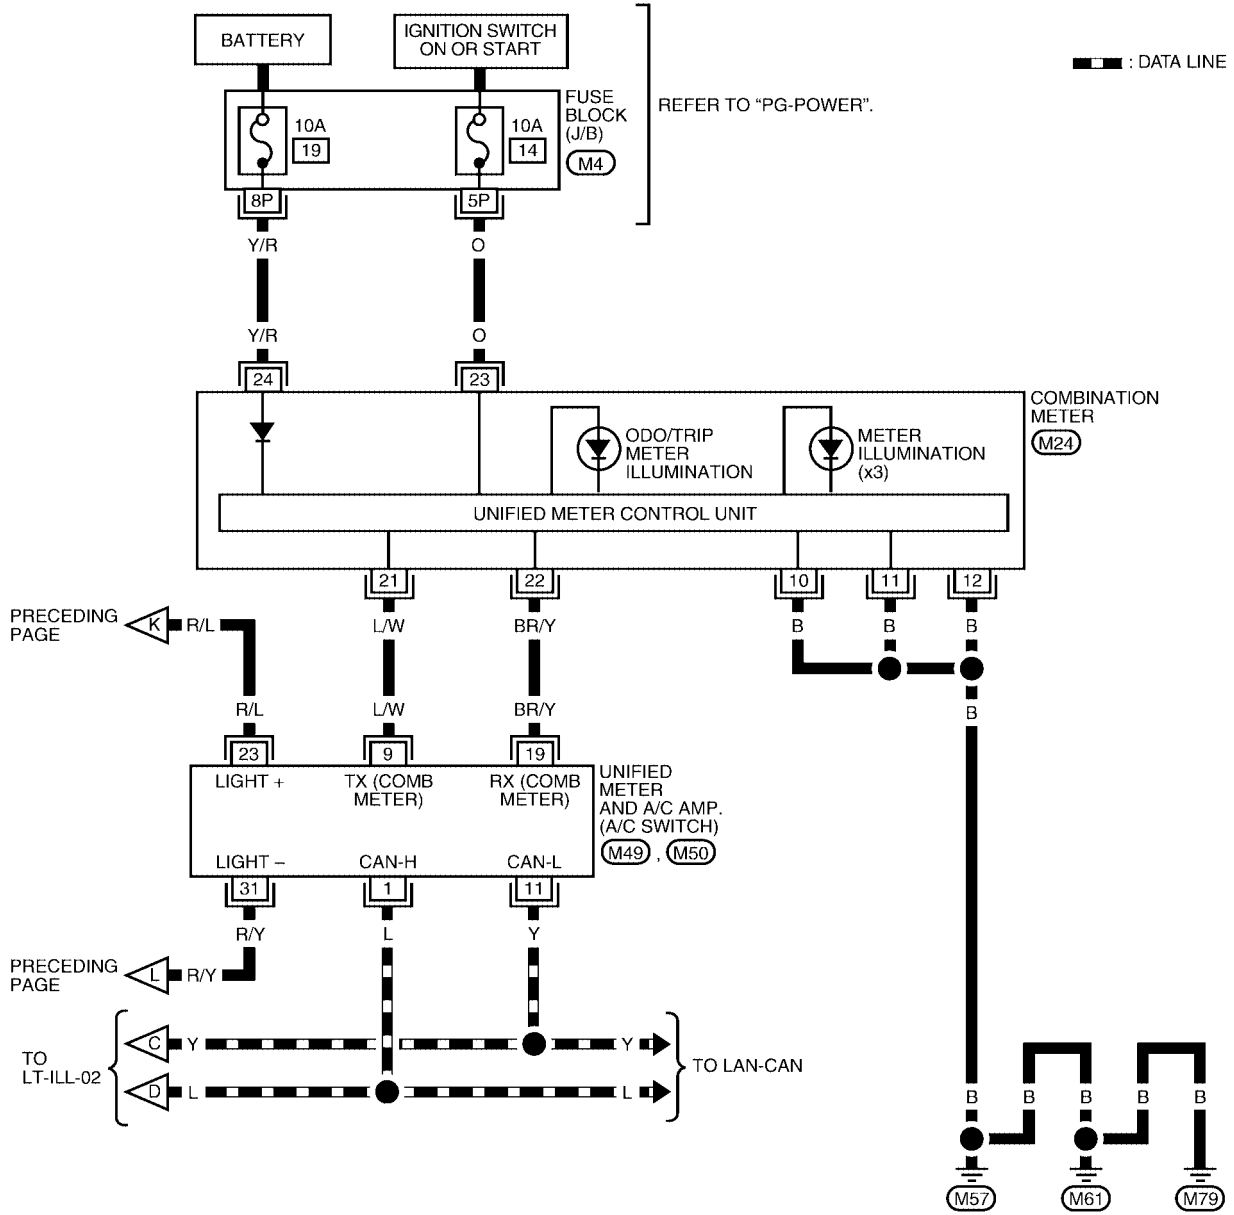 BATTERY
IGNITION SWITCH
ON OR START
: DATA LINE
FUSE
BLOCK
(J/B)
M4
REFER TO “PG-POWER”.
10A
19
10A
14
8P
5P
Y/R
O
Y/R
O
24
23
COMBINATION
METER
M24
ODO/TRIP
METER
ILLUMINATION
METER
ILLUMINATION
(x3)
UNIFIED METER CONTROL UNIT
21
22
10
11
12
PRECEDING
PAGE
K
R/L
L/W
BR/Y
B
B
B
R/L
L/W
BR/Y
B
23
9
19
LIGHT +
TX (COMB
METER)
RX (COMB
METER)
UNIFIED
METER
AND A/C AMP.
(A/C SWITCH)
M49 , M50
LIGHT –
CAN-H
CAN-L
31
1
11
R/Y
L
Y
PRECEDING
PAGE
L
R/Y
TO
LT-ILL-02
C
Y
Y
D
L
L
TO LAN-CAN
B
B
B
B
B
M57
M61
M79